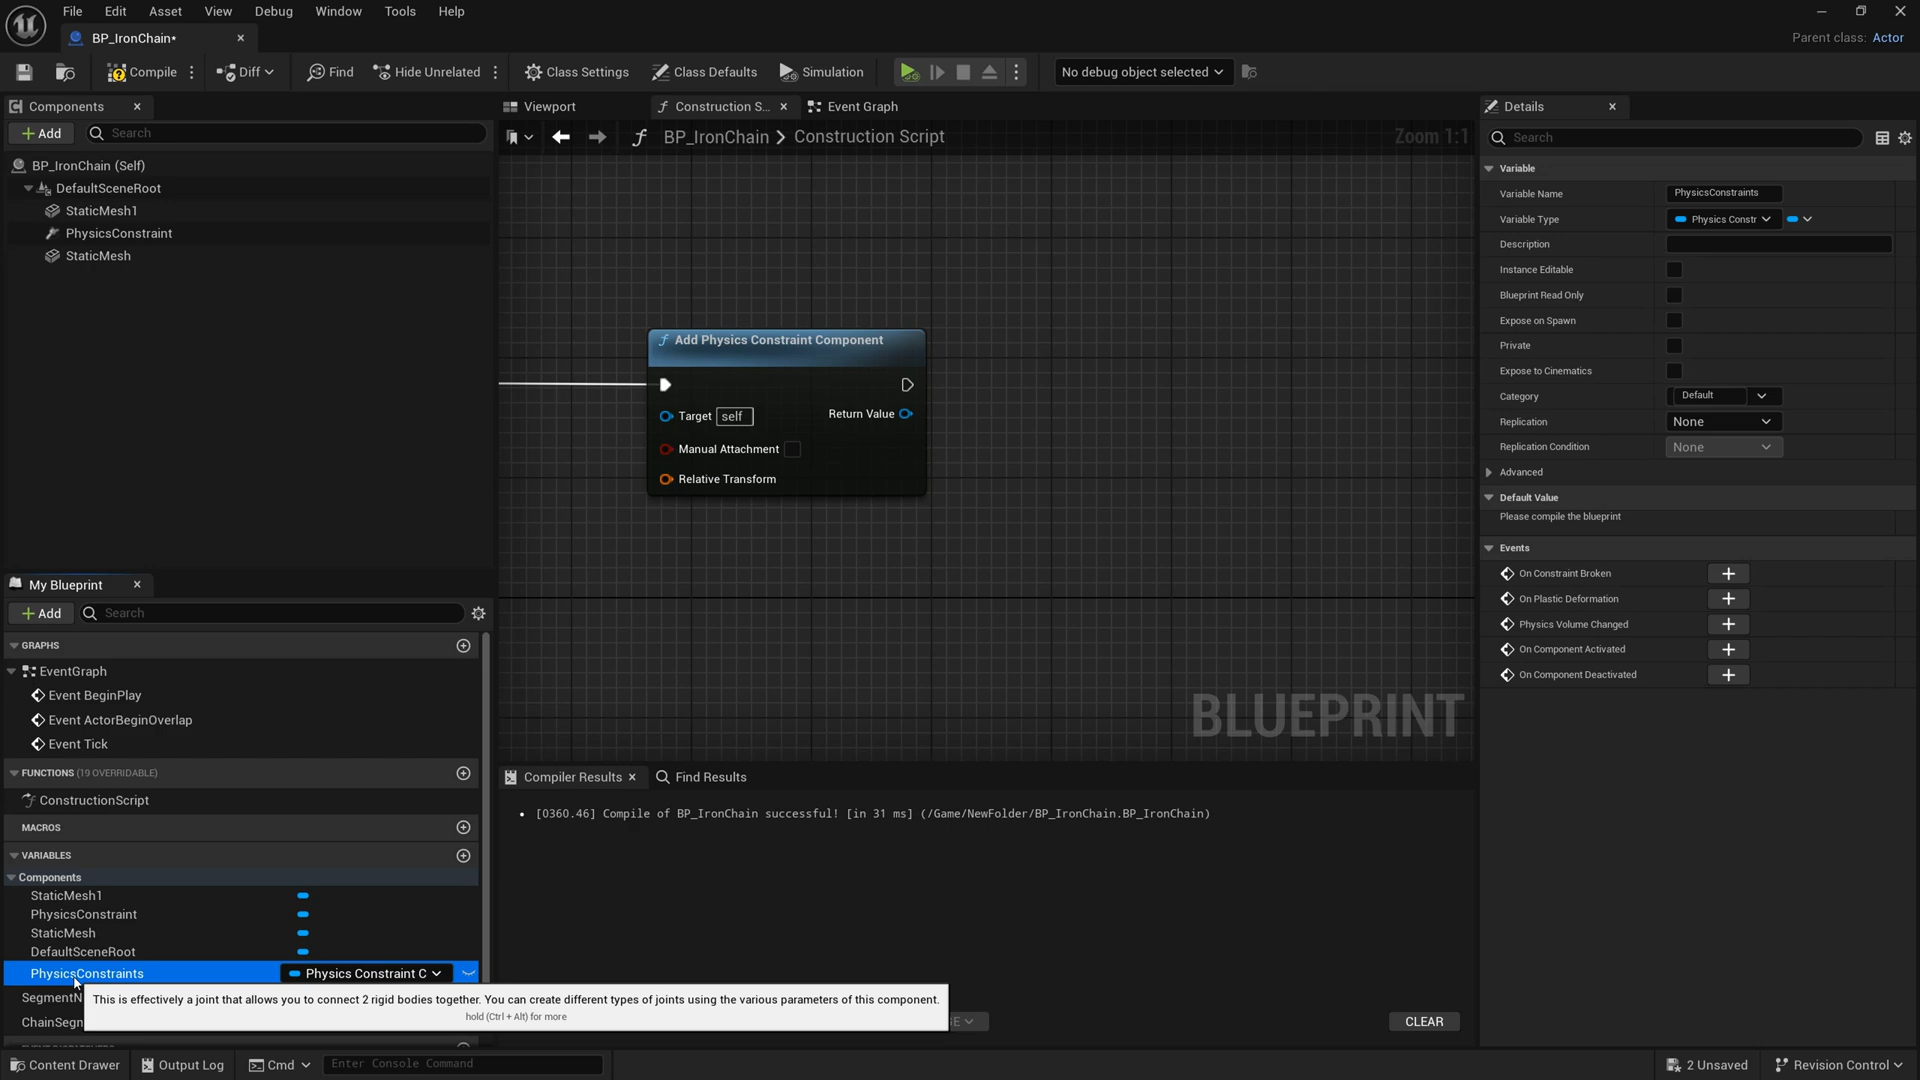 File Edit Asset View Debug Window Tools Help
BP_IronChain*
Parent class: Actor
Compile Diff Find Hide Unrelated Class Settings Class Defaults Simulation No debug object selected
Components
Add Search
BP_IronChain (Self)
DefaultSceneRoot
StaticMesh1
PhysicsConstraint
StaticMesh
My Blueprint
Add Search
GRAPHS
EventGraph
Event BeginPlay
Event ActorBeginOverlap
Event Tick
FUNCTIONS (19 OVERRIDABLE)
ConstructionScript
MACROS
VARIABLES
Components
StaticMesh1
PhysicsConstraint
StaticMesh
DefaultSceneRoot
PhysicsConstraints Physics Constraint C
SegmentN
ChainSegn
This is effectively a joint that allows you to connect 2 rigid bodies together. You can create different types of joints using the various parameters of this component.
hold (Ctrl + Alt) for more
Viewport Construction S... Event Graph
BP_IronChain > Construction Script Zoom 1:1
Add Physics Constraint Component
Target self Return Value
Manual Attachment
Relative Transform
BLUEPRINT
Compiler Results Find Results
[0360.46] Compile of BP_IronChain successful! [in 31 ms] (/Game/NewFolder/BP_IronChain.BP_IronChain)
CLEAR
Details
Search
Variable
Variable Name PhysicsConstraints
Variable Type Physics Constr
Description
Instance Editable
Blueprint Read Only
Expose on Spawn
Private
Expose to Cinematics
Category Default
Replication None
Replication Condition None
Advanced
Default Value
Please compile the blueprint
Events
On Constraint Broken
On Plastic Deformation
Physics Volume Changed
On Component Activated
On Component Deactivated
Content Drawer Output Log Cmd Enter Console Command 2 Unsaved Revision Control